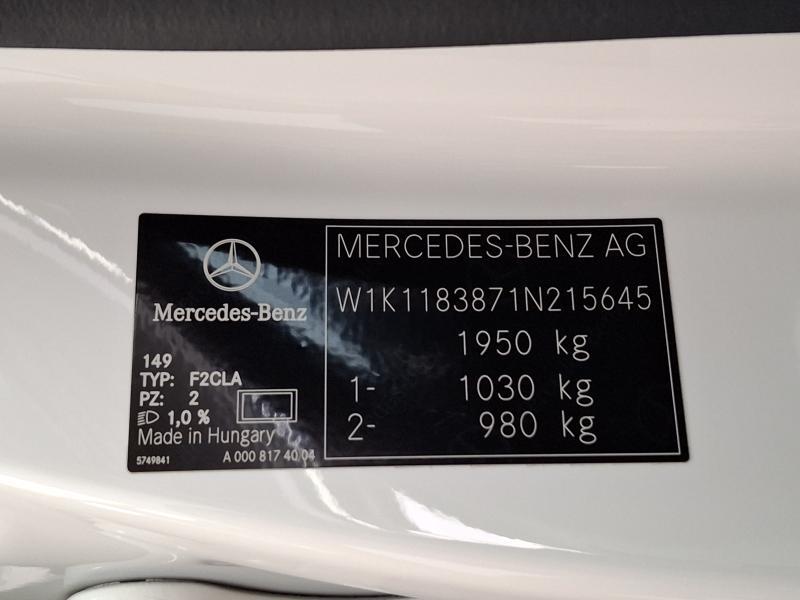 Mercedes-Benz
149
TYP: F2CLA
PZ: 2
1,0 %
Made in Hungary
5749841 A 000 817 40 04
MERCEDES-BENZ AG
W1K1183871N215645
1950 kg
1- 1030 kg
2- 980 kg